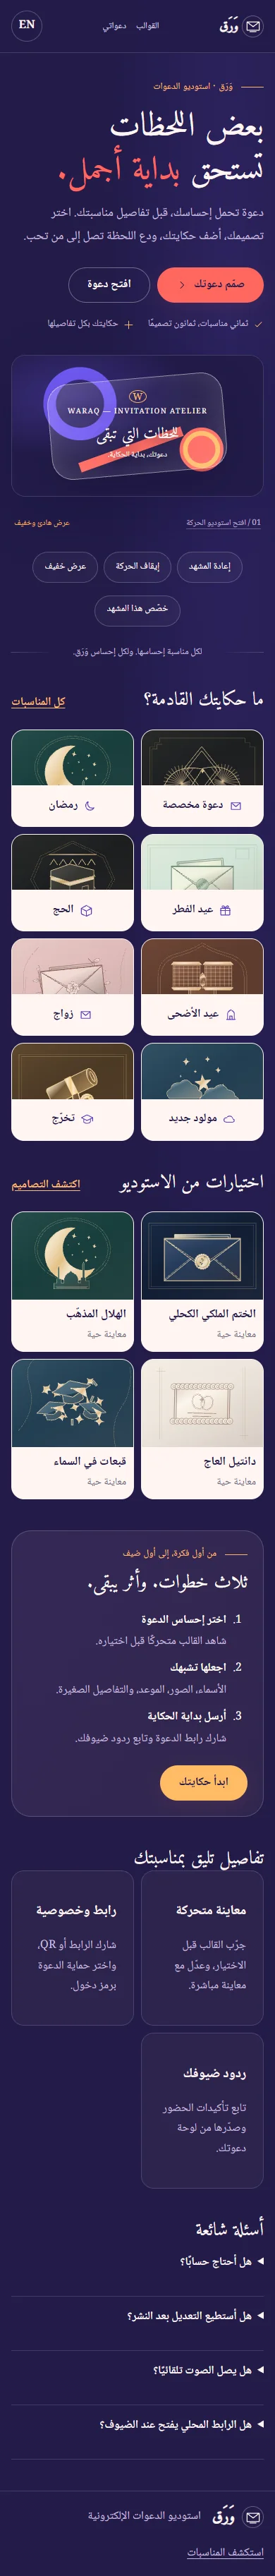 وَرَق
القوالب
دعواتي
EN
وَرَق · استوديو الدعوات
بعض اللحظات
تستحق بداية أجمل.
دعوة تحمل إحساسك، قبل تفاصيل مناسبتك. اختر
تصميمك، أضف حكايتك، ودع اللحظة تصل إلى من تحب.
صمّم دعوتك
افتح دعوة
ثماني مناسبات، ثمانون تصميمًا
حكايتك بكل تفاصيلها
W
WARAQ — INVITATION ATELIER
للحظات التي تبقى
دعوتك، بداية الحكاية.
01 / افتح استوديو الحركة
عرض هادئ وخفيف
إعادة المشهد
إيقاف الحركة
عرض خفيف
خصّص هذا المشهد
لكل مناسبة إحساسها. ولكل إحساس وَرَق.
ما حكايتك القادمة؟
كل المناسبات
دعوة مخصصة
رمضان
عيد الفطر
الحج
عيد الأضحى
زواج
مولود جديد
تخرّج
اختيارات من الاستوديو
اكتشف التصاميم
الختم الملكي الكحلي
معاينة حية
الهلال المذهّب
معاينة حية
دانتيل العاج
معاينة حية
قبعات في السماء
معاينة حية
من أول فكرة، إلى أول ضيف
ثلاث خطوات. وأثر يبقى.
1. اختر إحساس الدعوة
شاهد القالب متحركًا قبل اختياره.
2. اجعلها تشبهك
الأسماء، الصور، الموعد، والتفاصيل الصغيرة.
3. أرسل بداية الحكاية
شارك رابط الدعوة وتابع ردود ضيوفك.
ابدأ حكايتك
تفاصيل تليق بمناسبتك
معاينة متحركة
جرّب القالب قبل
الاختيار، وعدّل مع
معاينة مباشرة.
رابط وخصوصية
شارك الرابط أو QR،
واختر حماية الدعوة
برمز دخول.
ردود ضيوفك
تابع تأكيدات الحضور
وصدّرها من لوحة
دعوتك.
أسئلة شائعة
هل أحتاج حسابًا؟
هل أستطيع التعديل بعد النشر؟
هل يصل الصوت تلقائيًا؟
هل الرابط المحلي يفتح عند الضيوف؟
وَرَق
استوديو الدعوات الإلكترونية
استكشف المناسبات